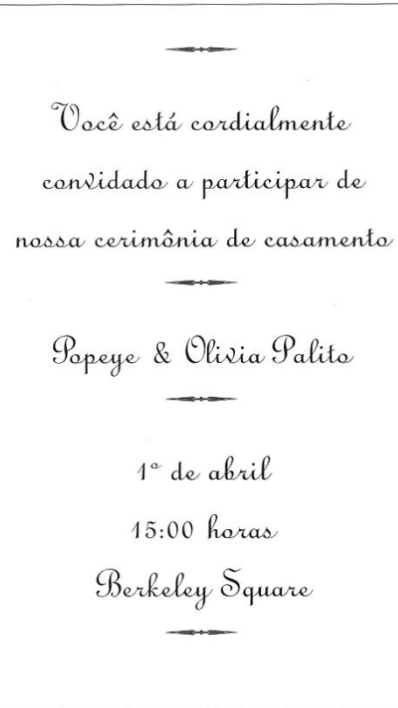 Você está cordialmente
convidado a participar de
nossa cerimônia de casamento
Popeye & Olivia Palito
1º de abril
15:00 horas
Berkeley Square